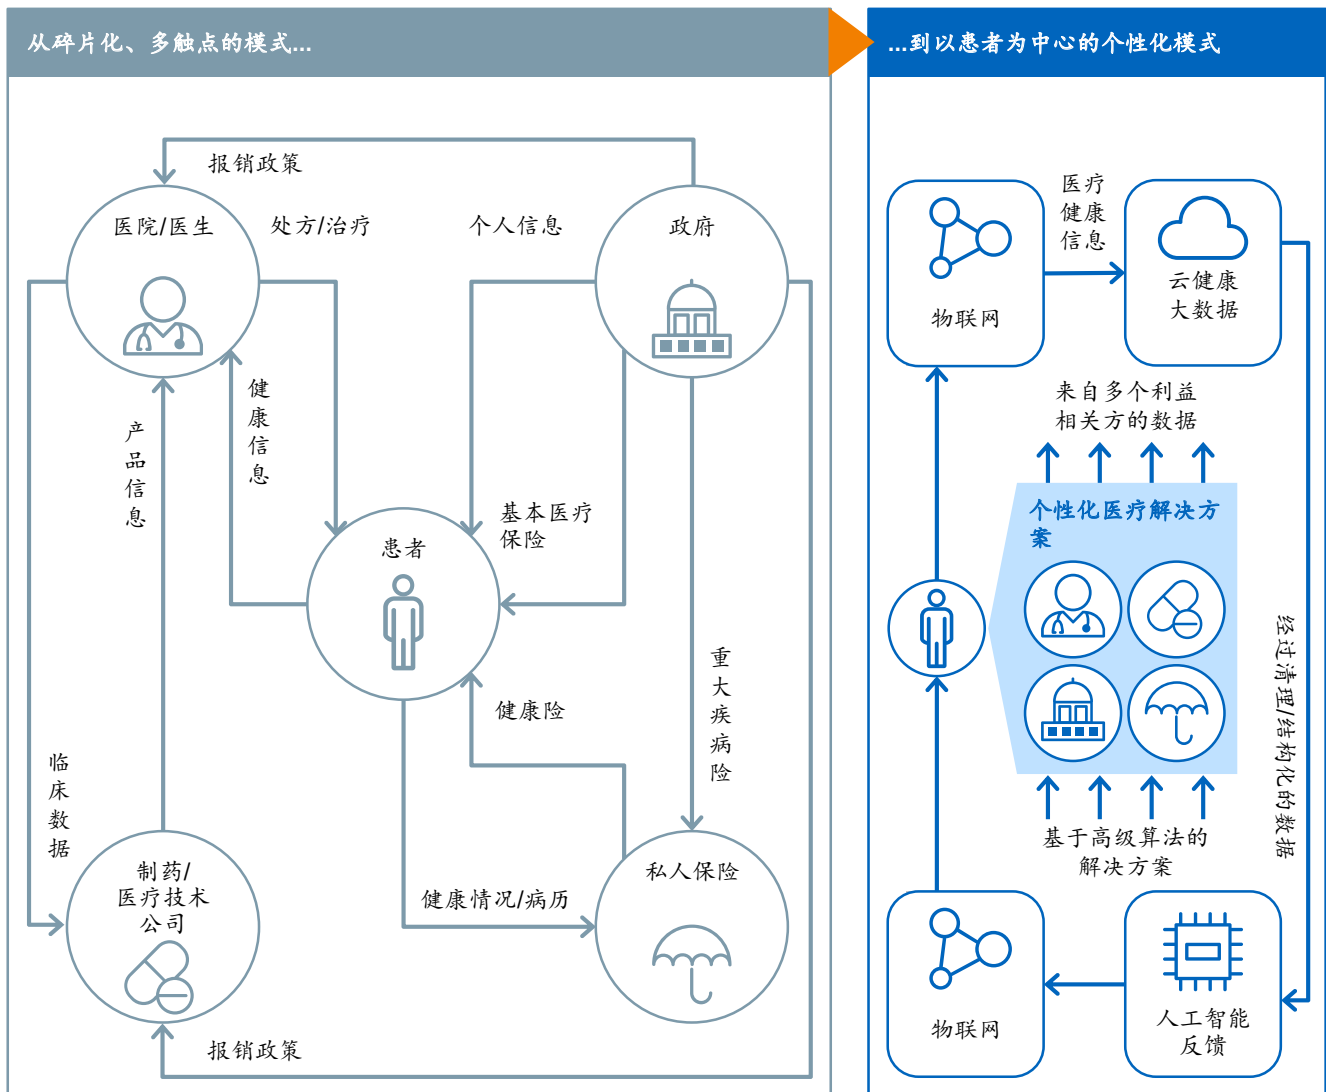 从碎片化、多触点的模式...
报销政策
医院/医生
处方/治疗
个人信息
政府
健康信息
产品信息
患者
基本医疗
保险
重大疾病险
健康险
临床数据
制药/
医疗技术
公司
健康情况/病历
私人保险
报销政策
...到以患者为中心的个性化模式
物联网
医疗
健康
信息
云健康
大数据
来自多个利益
相关方的数据
个性化医疗解决方
案
经过清理/结构化的数据
基于高级算法的
解决方案
物联网
人工智能
反馈